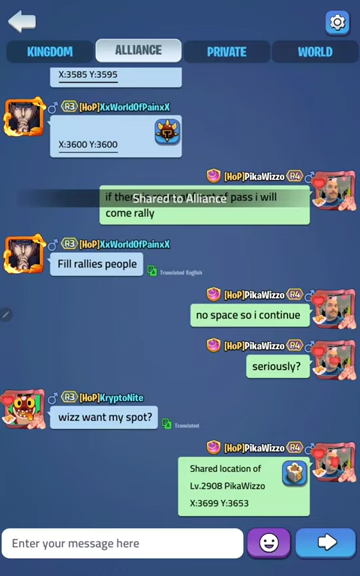 KINGDOM
ALLIANCE
PRIVATE
WORLD
X:3585 Y:3595
R3 [HoP]XxWorldOfPainxX
X:3600 Y:3600
[HoP]PikaWizzo R4
Shared to Alliance
pass i will
come rally
R3 [HoP]XxWorldOfPainxX
Fill rallies people
Translated English
[HoP]PikaWizzo R4
no space so i continue
[HoP]PikaWizzo R4
seriously?
R3 [HoP]KryptoNite
wizz want my spot?
Translated
[HoP]PikaWizzo R4
Shared location of
Lv.2908 PikaWizzo
X:3699 Y:3653
Enter your message here